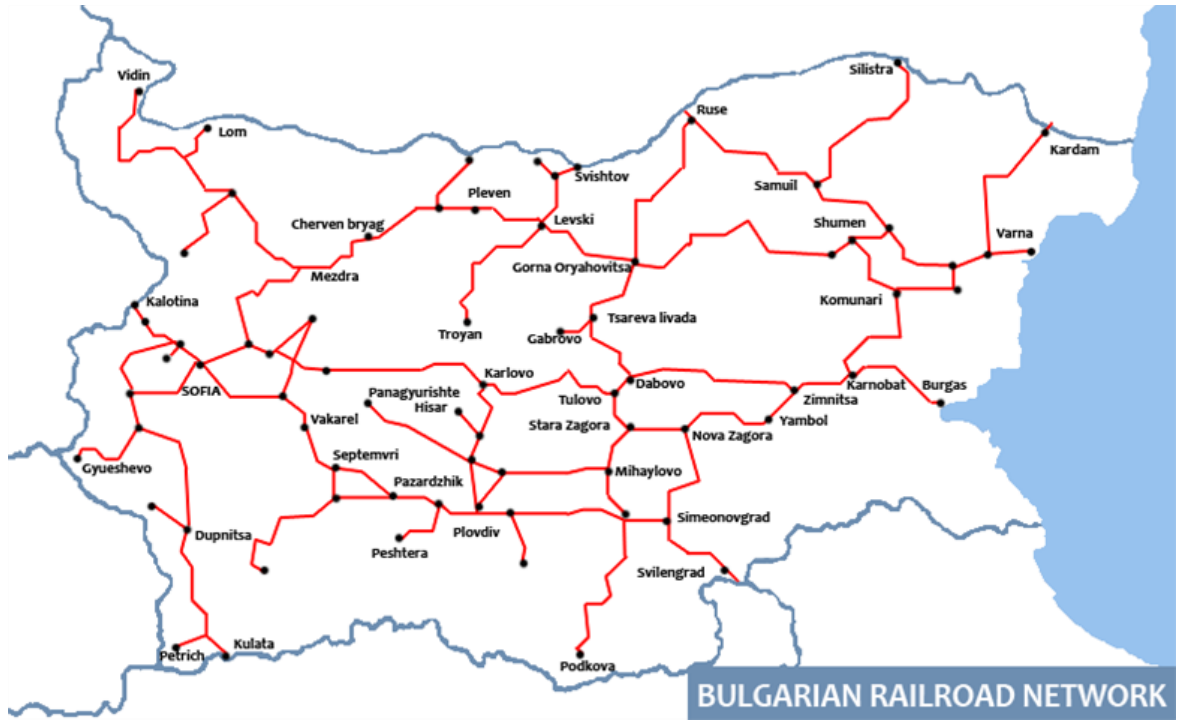 Vidin
Lom
Silistra
Ruse
Kardam
Svishtov
Pleven
Samuil
Cherven bryag
Levski
Shumen
Varna
Gorna Oryahovitsa
Mezdra
Kalotina
Komunari
Troyan
Gabrovo
Tsareva livada
SOFIA
Karlovo
Dabovo
Karnobat
Burgas
Panagyurishte
Hisar
Tulovo
Zimnitsa
Vakarel
Stara Zagora
Nova Zagora
Yambol
Gyueshevo
Septemvri
Pazardzhik
Mihaylovo
Dupnitsa
Plovdiv
Simeonovgrad
Peshtera
Svilengrad
Petrich
Kulata
Podkova
BULGARIAN RAILROAD NETWORK